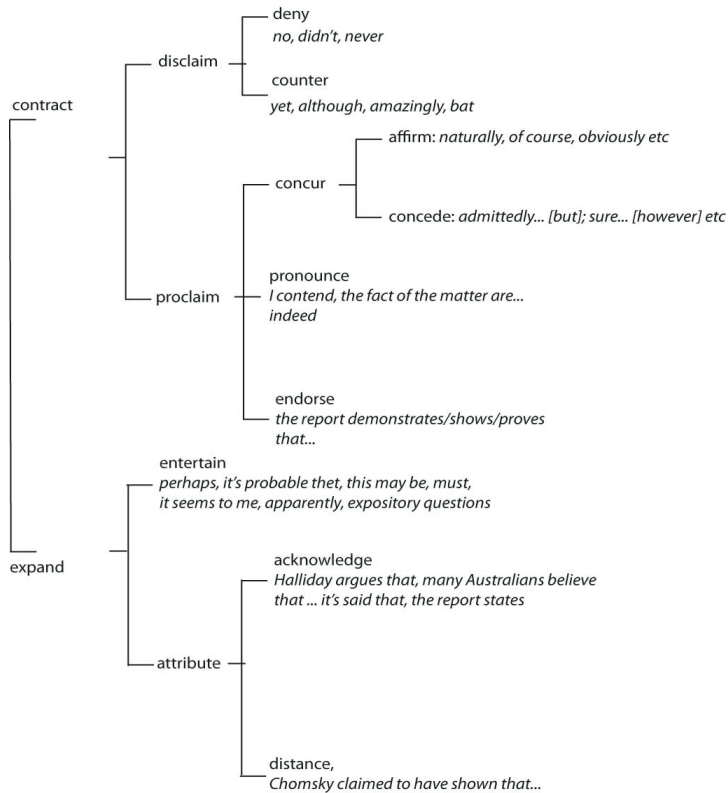 deny
no, didn't, never
disclaim
counter
yet, although, amazingly, bat
contract
affirm: naturally, of course, obviously etc
concur
concede: admittedly... [but]; sure... [however] etc
pronounce
I contend, the fact of the matter are...
indeed
proclaim
endorse
the report demonstrates/shows/proves
that...
entertain
perhaps, it's probable thet, this may be, must,
it seems to me, apparently, expository questions
expand
acknowledge
Halliday argues that, many Australians believe
that ... it's said that, the report states
attribute
distance,
Chomsky claimed to have shown that...